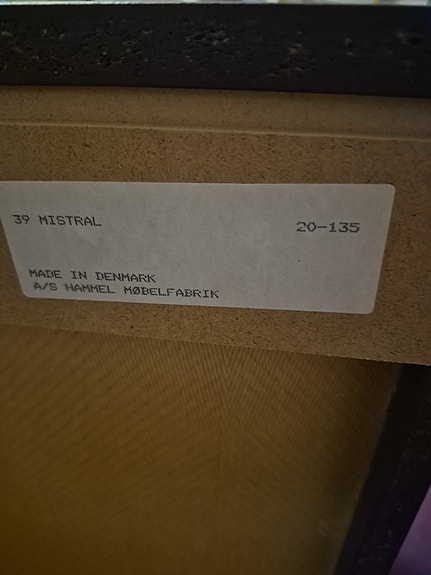 39 MISTRAL 20-135
MADE IN DENMARK
A/S HAMMEL MØBELFABRIK